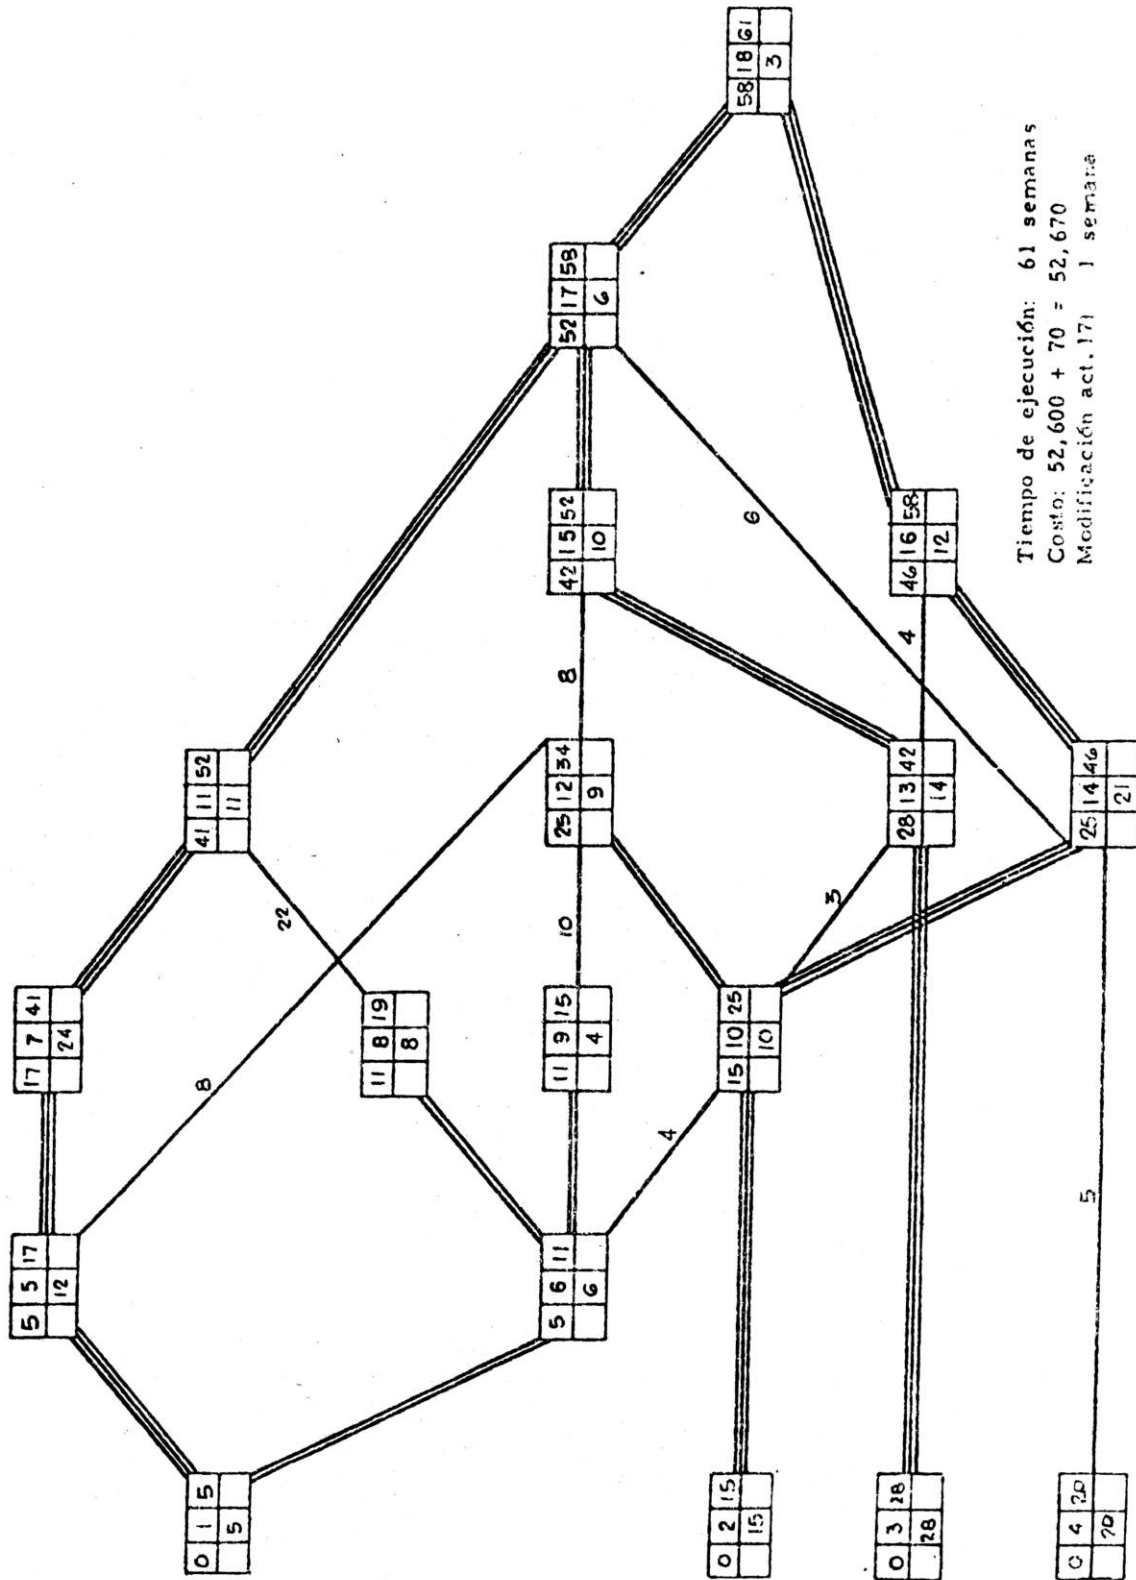 0 1 5
5
5 5 17
12
17 7 41
24
41 11 52
11
22
8
11 8 19
8
5 6 11
6
11 9 15
4
10
25 12 34
9
8
42 15 52
10
52 17 58
6
58 18 61
3
0 2 15
15
4
15 10 25
10
3
6
0 3 28
28
28 13 42
14
4
46 16 58
12
0 4 20
20
5
25 14 46
21
Tiempo de ejecución: 61 semanas
Costo: 52,600 + 70 = 52,670
Modificación act. 171 1 semana